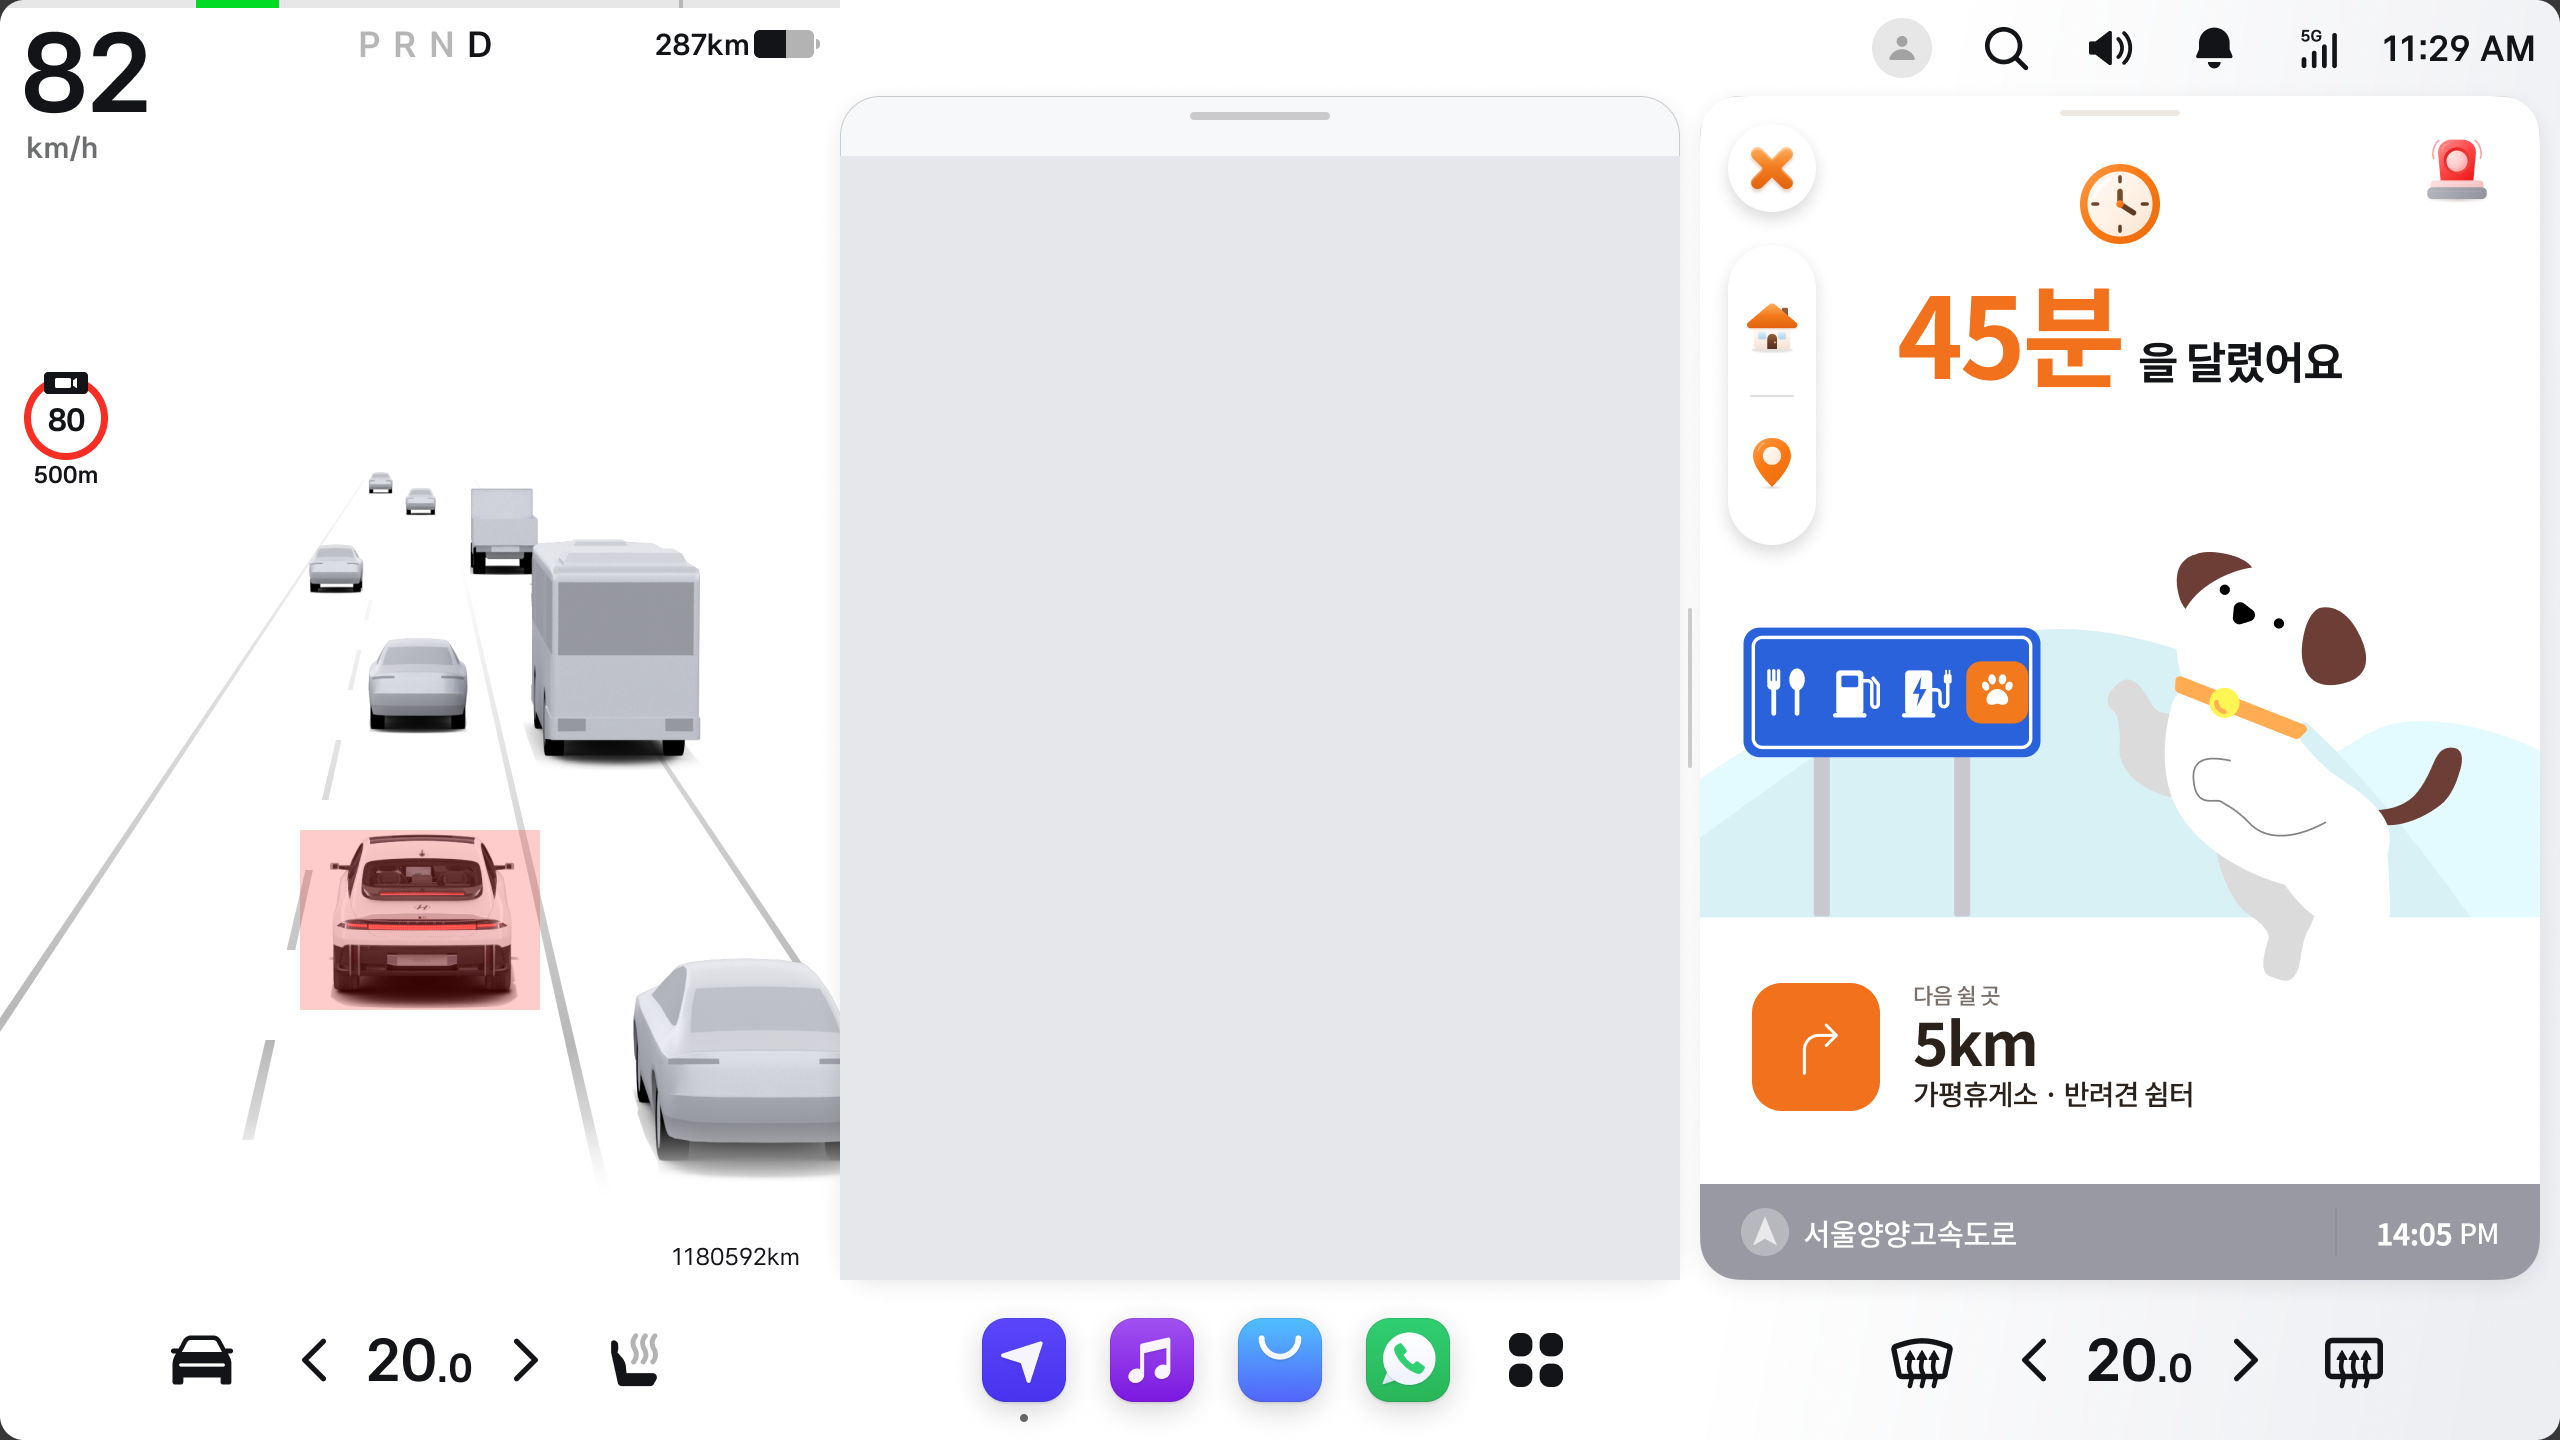 82
km/h
P R N D
287km
5G
11:29 AM
80
500m
45분을 달렸어요
다음 쉴 곳
5km
가평휴게소 · 반려견 쉼터
서울양양고속도로
14:05 PM
1180592km
20.0
20.0